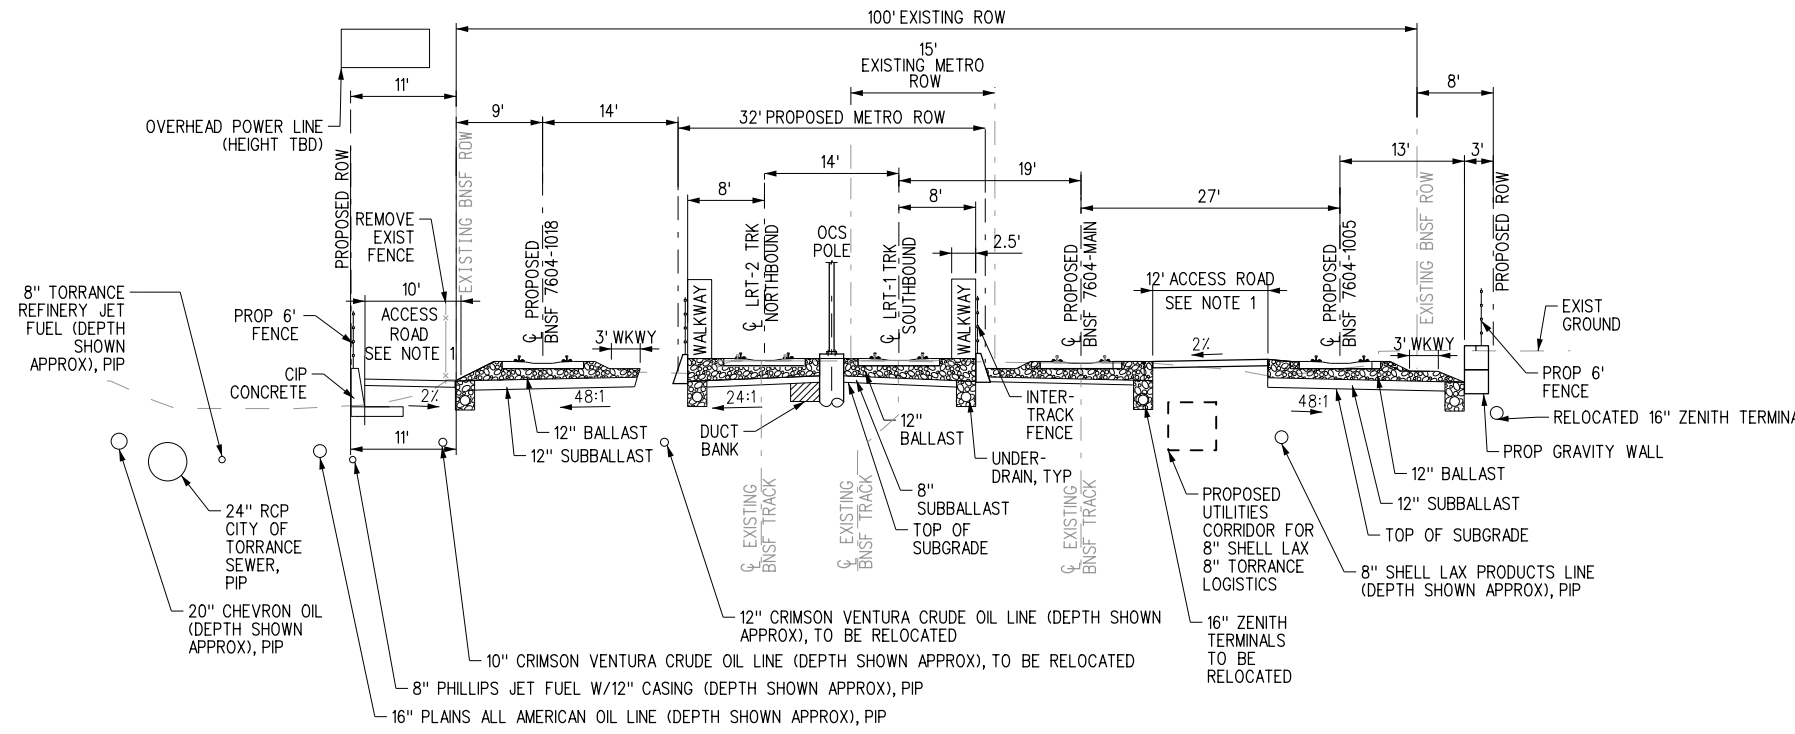 100' EXISTING ROW
15'
EXISTING METRO
ROW
11'
8'
OVERHEAD POWER LINE
(HEIGHT TBD)
9'
14'
32' PROPOSED METRO ROW
PROPOSED ROW
EXISTING BNSF ROW
14'
19'
13'
3'
8'
8'
27'
REMOVE
EXIST
FENCE
℄ PROPOSED
BNSF 7604-1018
℄ LRT-2 TRK
NORTHBOUND
OCS
POLE
℄ LRT-1 TRK
SOUTHBOUND
2.5'
℄ PROPOSED
BNSF 7604-MAIN
12' ACCESS ROAD
SEE NOTE 1
℄ PROPOSED
BNSF 7604-1005
EXISTING BNSF ROW
PROPOSED ROW
8" TORRANCE
REFINERY JET
FUEL (DEPTH
SHOWN
APPROX), PIP
PROP 6'
FENCE
10'
ACCESS
ROAD
SEE NOTE 1
3' WKWY
WALKWAY
WALKWAY
2%
3' WKWY
EXIST
GROUND
CIP
CONCRETE
2%
48:1
24:1
48:1
PROP 6'
FENCE
11'
12" BALLAST
12" SUBBALLAST
DUCT
BANK
12"
BALLAST
INTER-
TRACK
FENCE
RELOCATED 16" ZENITH TERMINA
UNDER-
DRAIN, TYP
PROP GRAVITY WALL
12" BALLAST
12" SUBBALLAST
TOP OF SUBGRADE
8"
SUBBALLAST
TOP OF
SUBGRADE
℄ EXISTING
BNSF TRACK
℄ EXISTING
BNSF TRACK
℄ EXISTING
BNSF TRACK
PROPOSED
UTILITIES
CORRIDOR FOR
8" SHELL LAX
8" TORRANCE
LOGISTICS
24" RCP
CITY OF
TORRANCE
SEWER,
PIP
8" SHELL LAX PRODUCTS LINE
(DEPTH SHOWN APPROX), PIP
20" CHEVRON OIL
(DEPTH SHOWN
APPROX), PIP
12" CRIMSON VENTURA CRUDE OIL LINE (DEPTH SHOWN
APPROX), TO BE RELOCATED
16" ZENITH
TERMINALS
TO BE
RELOCATED
10" CRIMSON VENTURA CRUDE OIL LINE (DEPTH SHOWN APPROX), TO BE RELOCATED
8" PHILLIPS JET FUEL W/12" CASING (DEPTH SHOWN APPROX), PIP
16" PLAINS ALL AMERICAN OIL LINE (DEPTH SHOWN APPROX), PIP